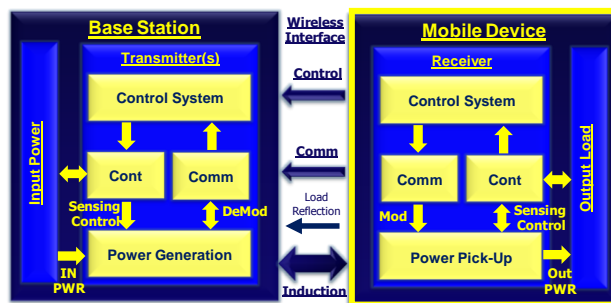 Base Station
Transmitter(s)
Input Power
Control System
Cont
Comm
Sensing
Control
DeMod
Power Generation
IN
PWR
Wireless
Interface
Control
Comm
Load
Reflection
Induction
Mobile Device
Receiver
Control System
Comm
Cont
Mod
Sensing
Control
Power Pick-Up
Out
PWR
Output Load